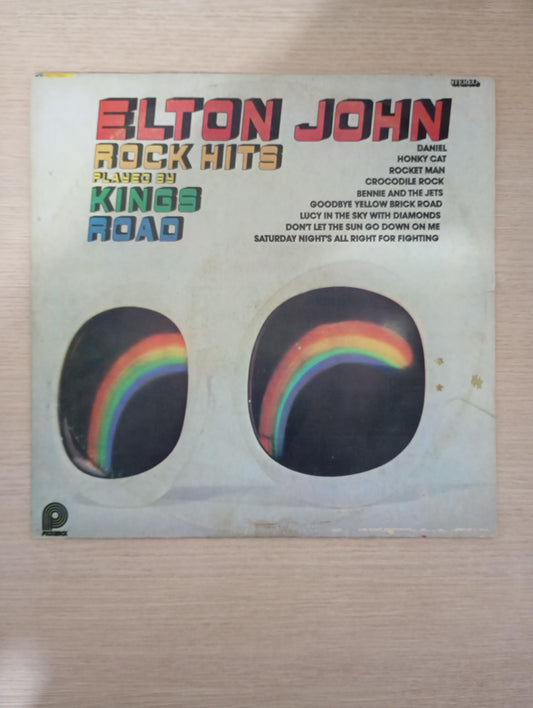 ELTON JOHN
ROCK HITS
PLAYED BY
KINGS
ROAD
DANIEL
HONKY CAT
ROCKET MAN
CROCODILE ROCK
BENNIE AND THE JETS
GOODBYE YELLOW BRICK ROAD
LUCY IN THE SKY WITH DIAMONDS
DON'T LET THE SUN GO DOWN ON ME
SATURDAY NIGHT'S ALL RIGHT FOR FIGHTING
PICKWICK